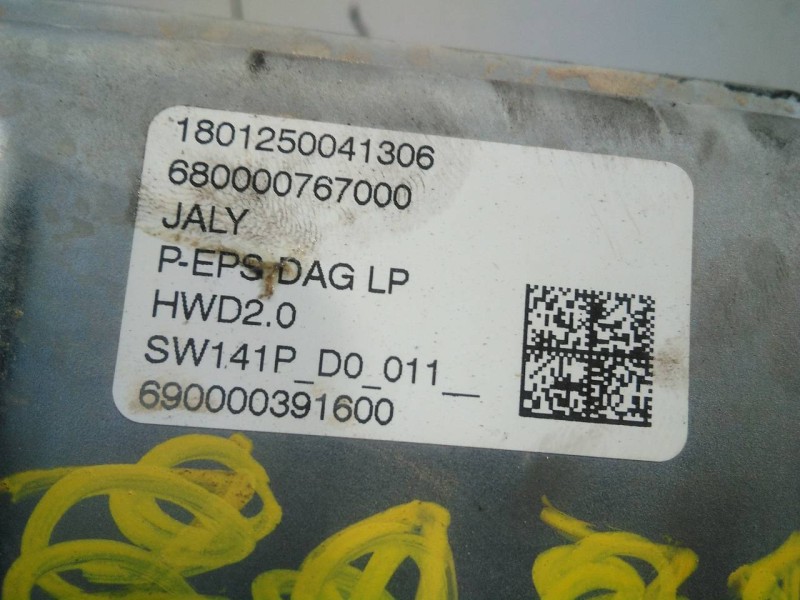 1801250041306
680000767000
JALY
P-EPS DAG LP
HWD2.0
SW141P_D0_011__
690000391600